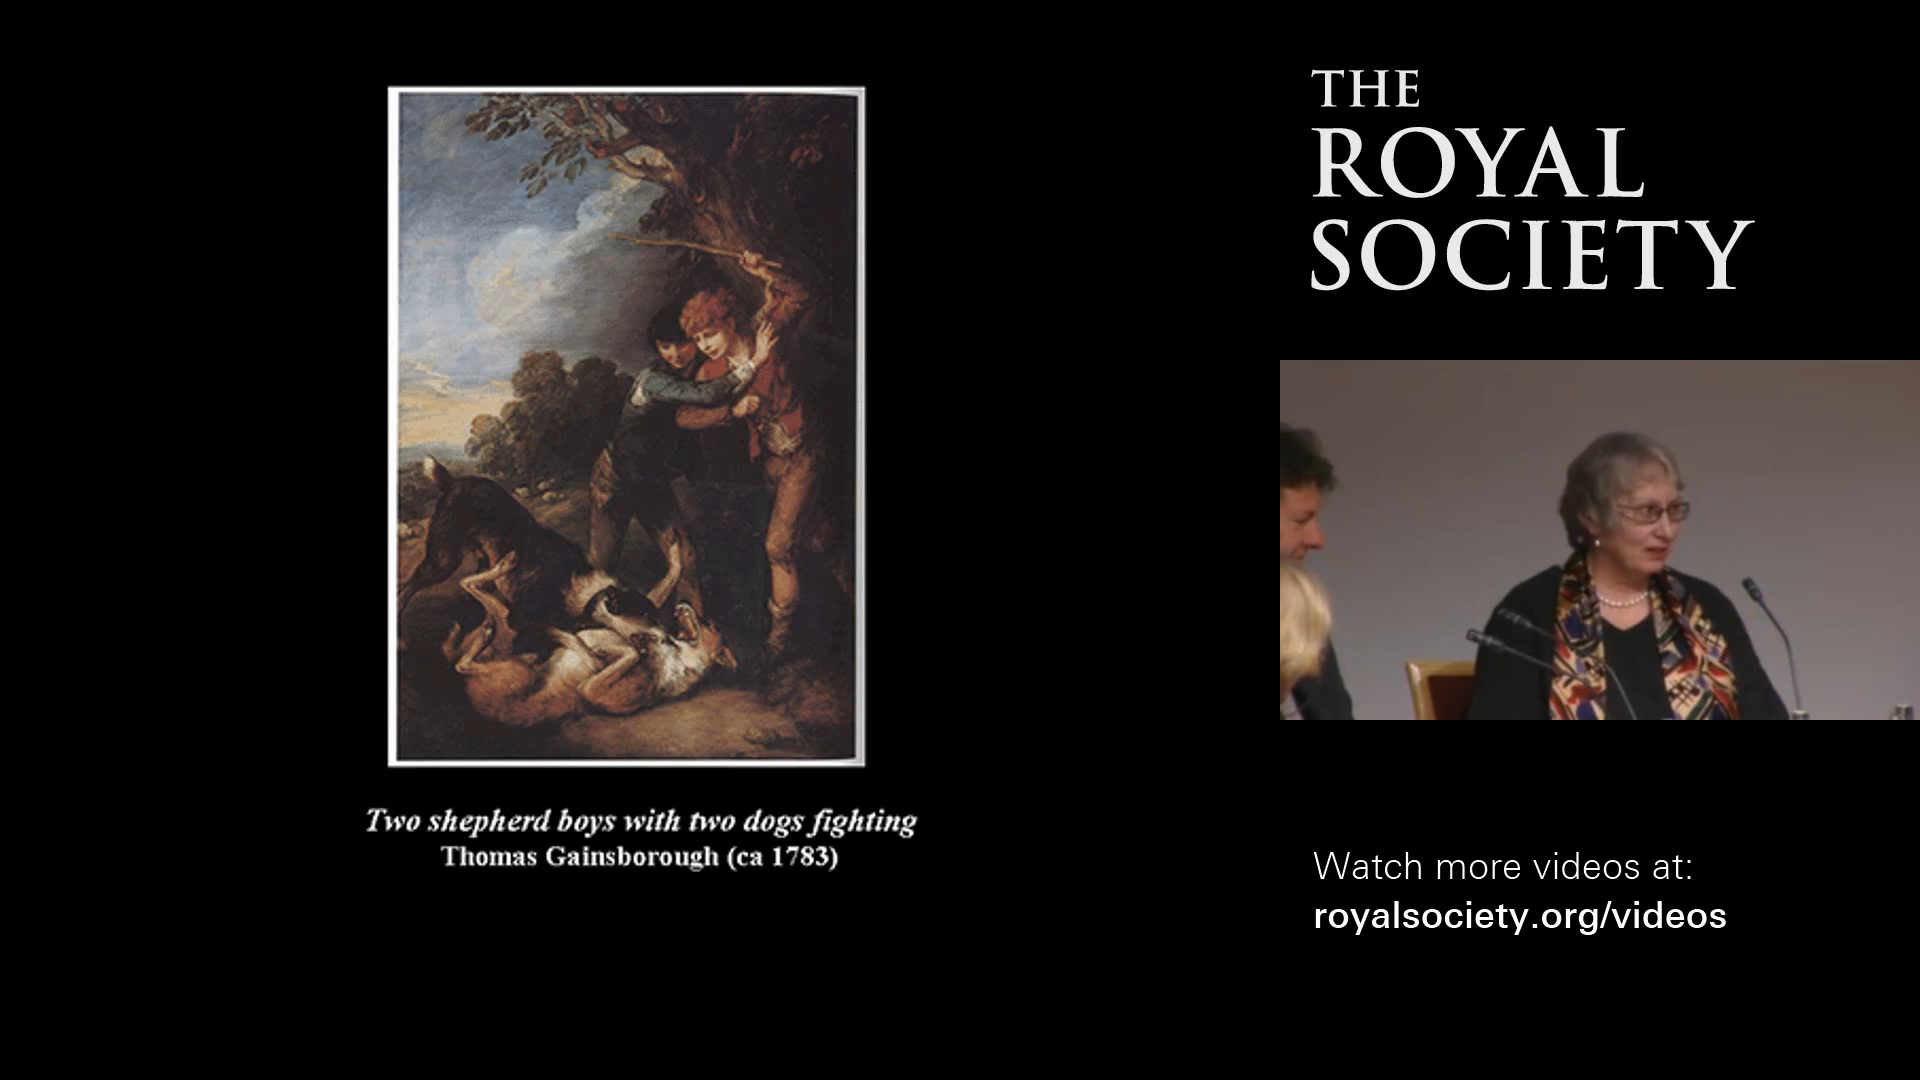 THE
ROYAL
SOCIETY
Two shepherd boys with two dogs fighting
Thomas Gainsborough (ca 1783)
Watch more videos at:
royalsociety.org/videos